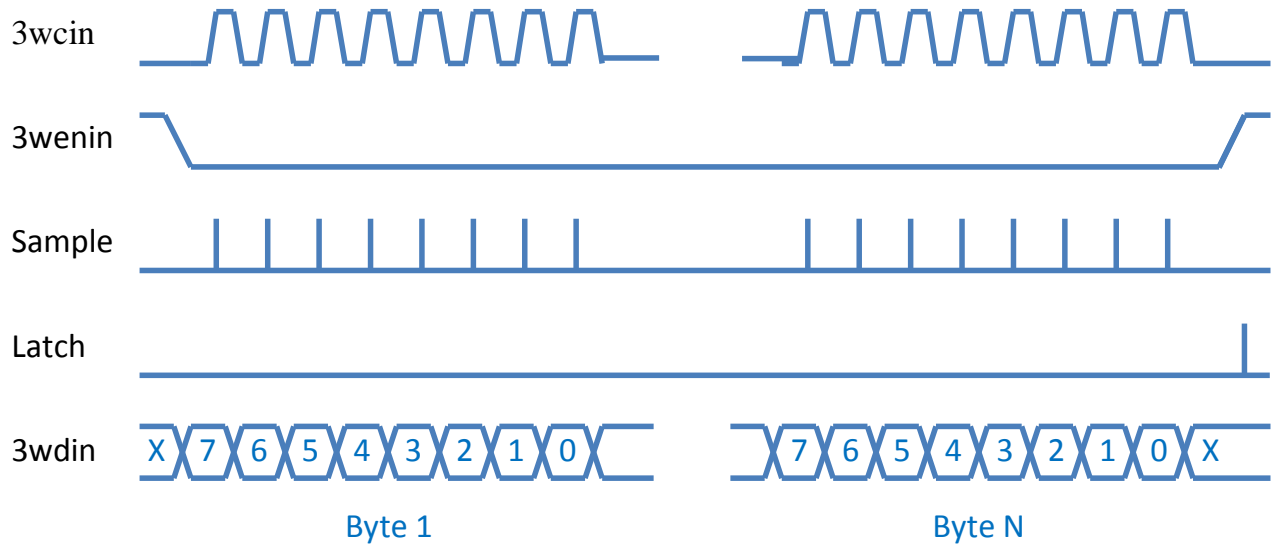 3wcin
3wenin
Sample
Latch
3wdin X 7 6 5 4 3 2 1 0 7 6 5 4 3 2 1 0 X
Byte 1 Byte N